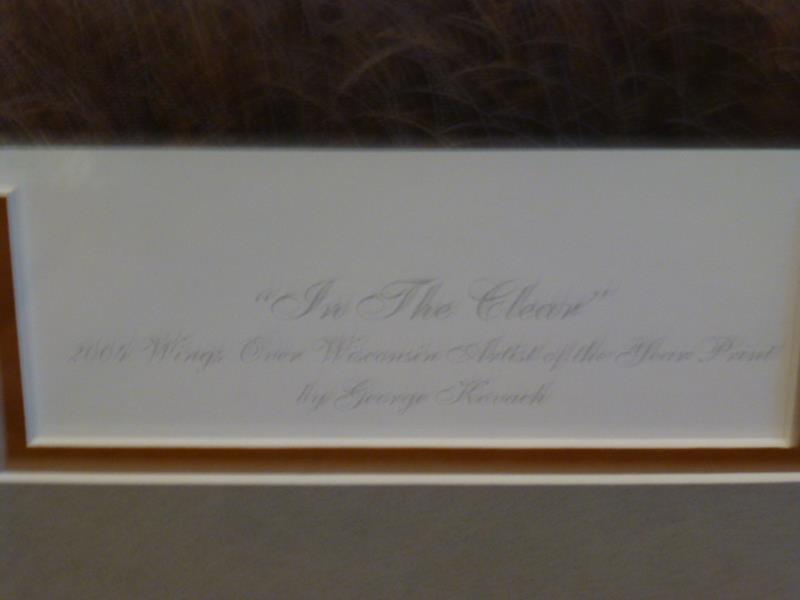 "In The Clear"
2004 Wings Over Wisconsin Artist of the Year Print
by George Kovach